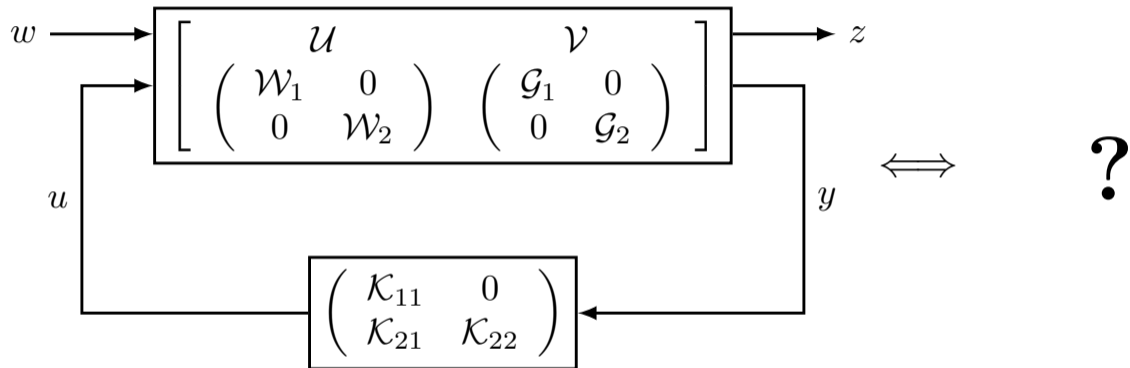 w 𝒰 𝒱 z
𝒲₁ 0 𝒢₁ 0
0 𝒲₂ 0 𝒢₂
u y ⟺ ?
𝒦₁₁ 0
𝒦₂₁ 𝒦₂₂